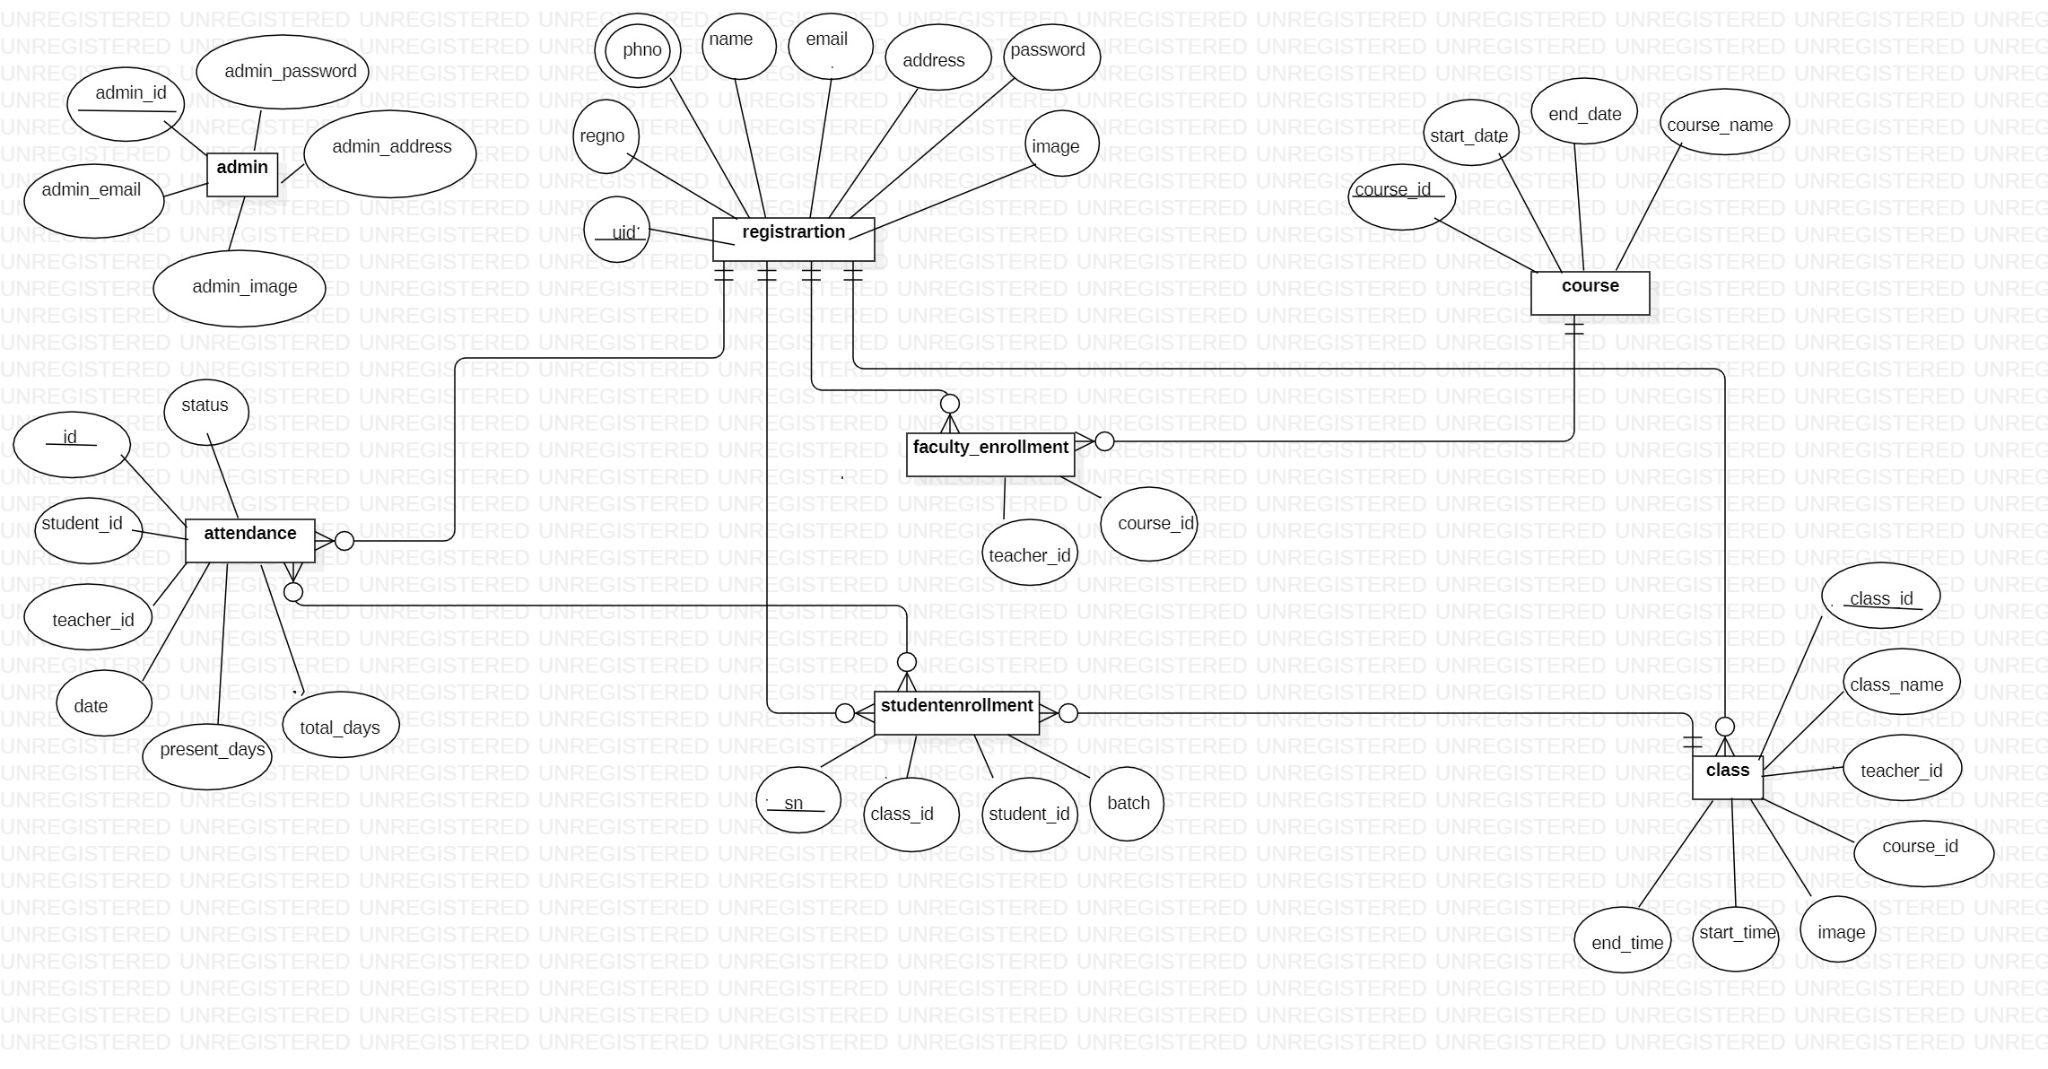 phno
name
email
address
password
admin_password
admin_id
admin_address
admin
admin_email
admin_image
regno
image
uid
registrartion
start_date
end_date
course_name
course_id
course
status
id
student_id
attendance
teacher_id
date
present_days
total_days
faculty_enrollment
teacher_id
course_id
studentenrollment
sn
class_id
student_id
batch
class_id
class_name
class
teacher_id
course_id
end_time
start_time
image
UNREGISTERED